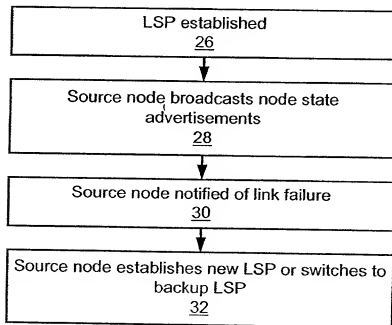 LSP established
26
Source node broadcasts node state
advertisements
28
Source node notified of link failure
30
Source node establishes new LSP or switches to
backup LSP
32